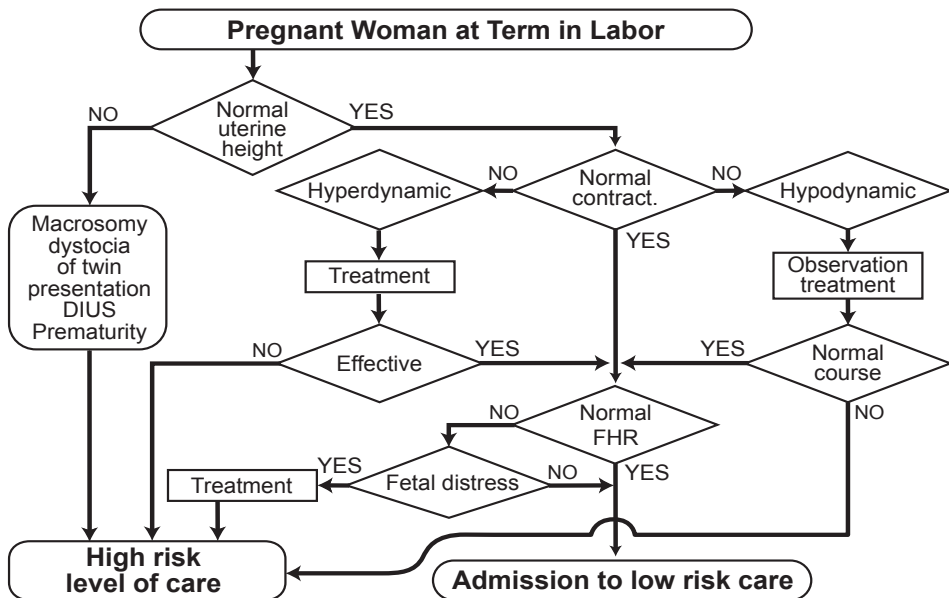 Pregnant Woman at Term in Labor
Normal
uterine
height
NO
YES
Macrosomy
dystocia
of twin
presentation
DIUS
Prematurity
Hyperdynamic
NO
Normal
contract.
NO
Hypodynamic
YES
Treatment
Observation
treatment
NO
Effective
YES
YES
Normal
course
NO
NO
Normal
FHR
YES
YES
Fetal distress
NO
Treatment
High risk
level of care
Admission to low risk care